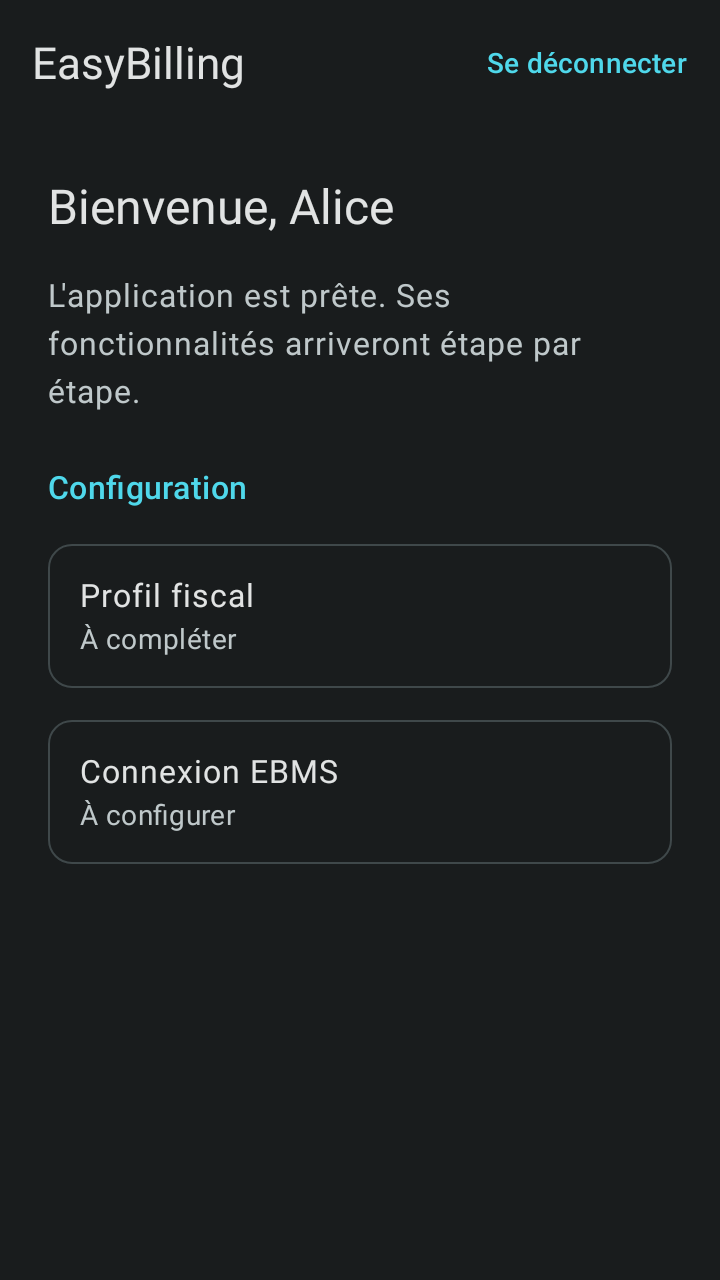 EasyBilling
Se déconnecter
Bienvenue, Alice
L'application est prête. Ses
fonctionnalités arriveront étape par
étape.
Configuration
Profil fiscal
À compléter
Connexion EBMS
À configurer